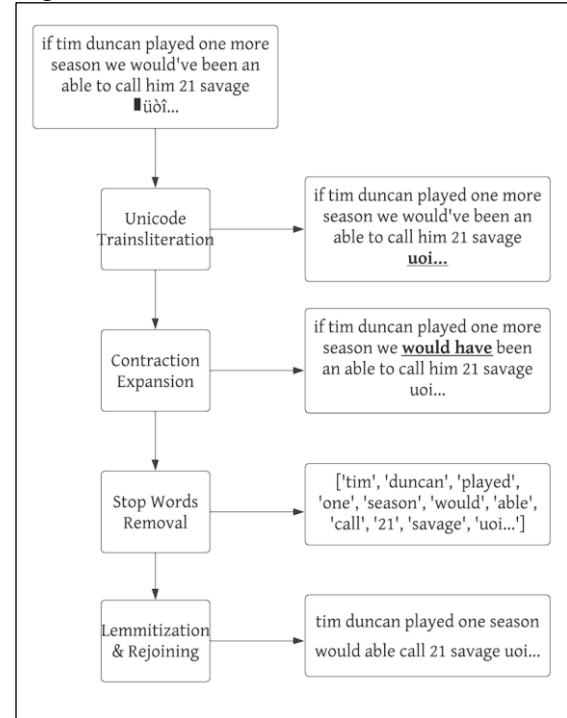 if tim duncan played one more
season we would've been an
able to call him 21 savage
▮üòî...
Unicode
Trainsliteration
if tim duncan played one more
season we would've been an
able to call him 21 savage
uoi...
Contraction
Expansion
if tim duncan played one more
season we would have been
an able to call him 21 savage
uoi...
Stop Words
Removal
['tim', 'duncan', 'played',
'one', 'season', 'would', 'able',
'call', '21', 'savage', 'uoi...']
Lemmitization
& Rejoining
tim duncan played one season
would able call 21 savage uoi...